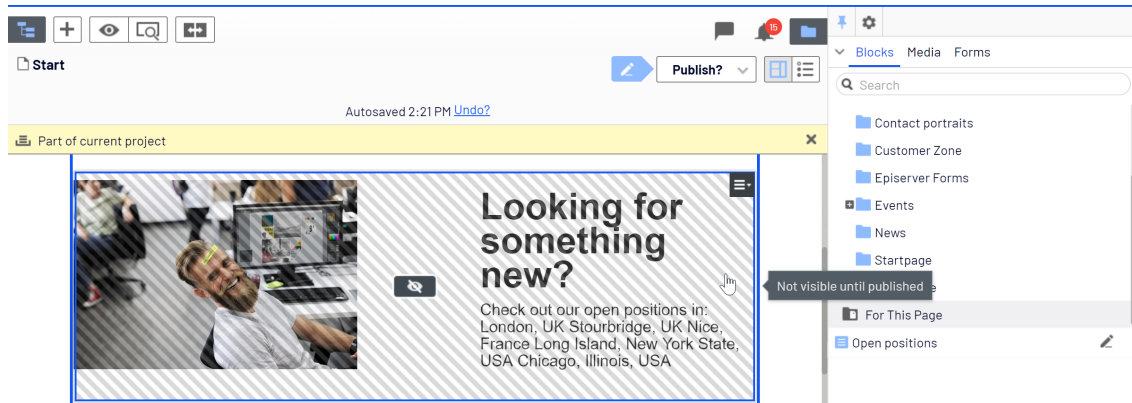 15
Start
Publish?
Autosaved 2:21 PM Undo?
Part of current project
Looking for
something
new?
Check out our open positions in:
London, UK Stourbridge, UK Nice,
France Long Island, New York State,
USA Chicago, Illinois, USA
Not visible until published
Blocks Media Forms
Search
Contact portraits
Customer Zone
Episerver Forms
Events
News
Startpage
For This Page
Open positions